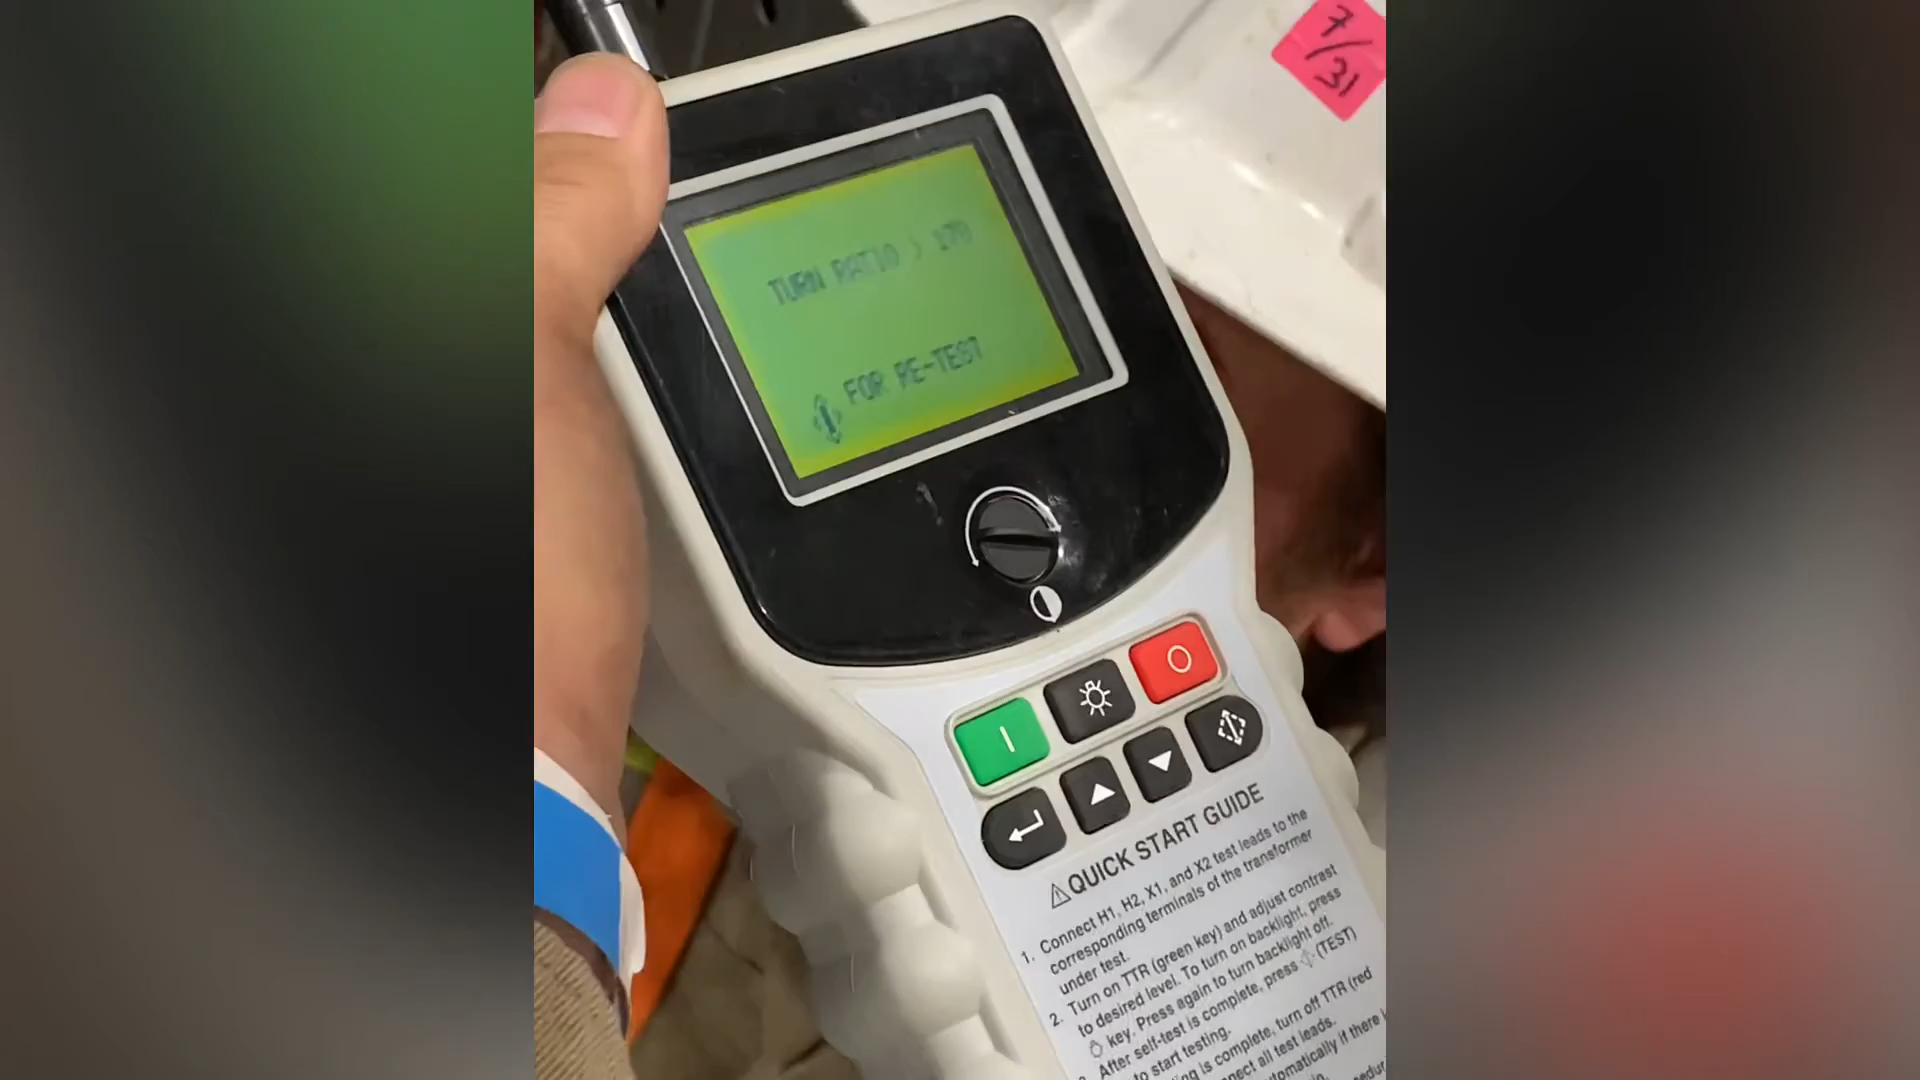 7/31
TURN RATIO > 170
FOR RE-TEST
QUICK START GUIDE
1. Connect H1, H2, X1, and X2 test leads to the
corresponding terminals of the transformer
under test.
2. Turn on TTR (green key) and adjust contrast
to desired level. To turn on backlight, press
key. Press again to turn backlight off.
After self-test is complete, press (TEST)
to start testing.
is complete, turn off TTR (red
all test leads.
if there